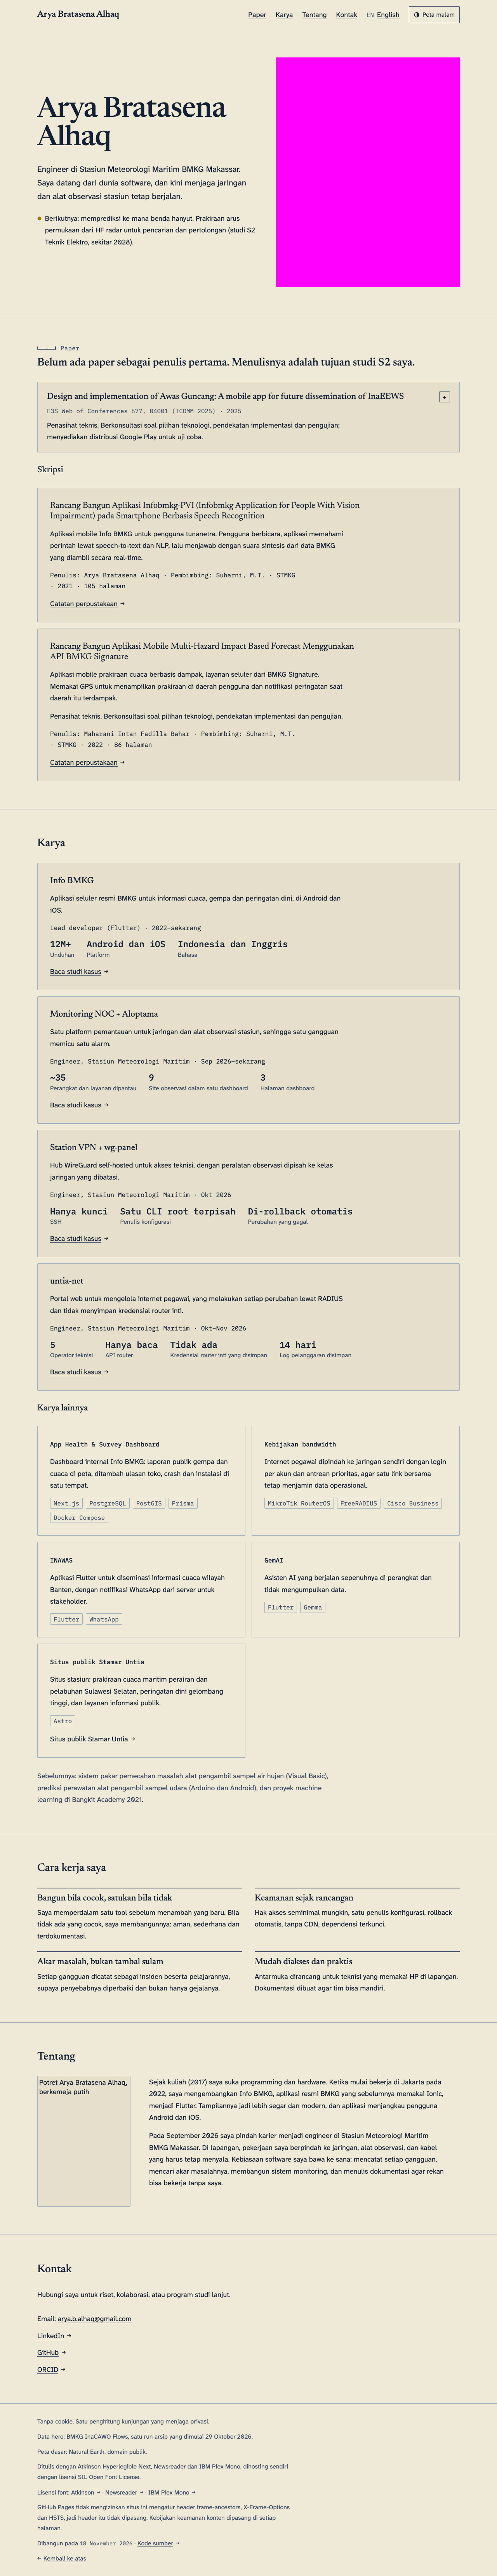 Arya Bratasena Alhaq
Paper Karya Tentang Kontak EN English Peta malam
Arya Bratasena
Alhaq
Engineer di Stasiun Meteorologi Maritim BMKG Makassar.
Saya datang dari dunia software, dan kini menjaga jaringan
dan alat observasi stasiun tetap berjalan.
Berikutnya: memprediksi ke mana benda hanyut. Prakiraan arus
permukaan dari HF radar untuk pencarian dan pertolongan (studi S2
Teknik Elektro, sekitar 2028).
Paper
Belum ada paper sebagai penulis pertama. Menulisnya adalah tujuan studi S2 saya.
Design and implementation of Awas Guncang: A mobile app for future dissemination of InaEEWS
+
E3S Web of Conferences 677, 04001 (ICDMM 2025) · 2025
Penasihat teknis. Berkonsultasi soal pilihan teknologi, pendekatan implementasi dan pengujian;
menyediakan distribusi Google Play untuk uji coba.
Skripsi
Rancang Bangun Aplikasi Infobmkg-PVI (Infobmkg Application for People With Vision
Impairment) pada Smartphone Berbasis Speech Recognition
Aplikasi mobile Info BMKG untuk pengguna tunanetra. Pengguna berbicara, aplikasi memahami
perintah lewat speech-to-text dan NLP, lalu menjawab dengan suara sintesis dari data BMKG
yang diambil secara real-time.
Penulis: Arya Bratasena Alhaq · Pembimbing: Suharni, M.T. · STMKG
· 2021 · 105 halaman
Catatan perpustakaan →
Rancang Bangun Aplikasi Mobile Multi-Hazard Impact Based Forecast Menggunakan
API BMKG Signature
Aplikasi mobile prakiraan cuaca berbasis dampak, layanan seluler dari BMKG Signature.
Memakai GPS untuk menampilkan prakiraan di daerah pengguna dan notifikasi peringatan saat
daerah itu terdampak.
Penasihat teknis. Berkonsultasi soal pilihan teknologi, pendekatan implementasi dan pengujian.
Penulis: Maharani Intan Fadilla Bahar · Pembimbing: Suharni, M.T.
· STMKG · 2022 · 86 halaman
Catatan perpustakaan →
Karya
Info BMKG
Aplikasi seluler resmi BMKG untuk informasi cuaca, gempa dan peringatan dini, di Android dan
iOS.
Lead developer (Flutter) · 2022–sekarang
12M+ Android dan iOS Indonesia dan Inggris
Unduhan Platform Bahasa
Baca studi kasus →
Monitoring NOC + Aloptama
Satu platform pemantauan untuk jaringan dan alat observasi stasiun, sehingga satu gangguan
memicu satu alarm.
Engineer, Stasiun Meteorologi Maritim · Sep 2026–sekarang
~35 9 3
Perangkat dan layanan dipantau Site observasi dalam satu dashboard Halaman dashboard
Baca studi kasus →
Station VPN + wg-panel
Hub WireGuard self-hosted untuk akses teknisi, dengan peralatan observasi dipisah ke kelas
jaringan yang dibatasi.
Engineer, Stasiun Meteorologi Maritim · Okt 2026
Hanya kunci Satu CLI root terpisah Di-rollback otomatis
SSH Penulis konfigurasi Perubahan yang gagal
Baca studi kasus →
untia-net
Portal web untuk mengelola internet pegawai, yang melakukan setiap perubahan lewat RADIUS
dan tidak menyimpan kredensial router inti.
Engineer, Stasiun Meteorologi Maritim · Okt–Nov 2026
5 Hanya baca Tidak ada 14 hari
Operator teknisi API router Kredensial router inti yang disimpan Log pelanggaran disimpan
Baca studi kasus →
Karya lainnya
App Health & Survey Dashboard
Dashboard internal Info BMKG: laporan publik gempa dan
cuaca di peta, ditambah ulasan toko, crash dan instalasi di
satu tempat.
Next.js PostgreSQL PostGIS Prisma
Docker Compose
Kebijakan bandwidth
Internet pegawai dipindah ke jaringan sendiri dengan login
per akun dan antrean prioritas, agar satu link bersama
tetap menjamin data operasional.
MikroTik RouterOS FreeRADIUS Cisco Business
INAWAS
Aplikasi Flutter untuk diseminasi informasi cuaca wilayah
Banten, dengan notifikasi WhatsApp dari server untuk
stakeholder.
Flutter WhatsApp
GemAI
Asisten AI yang berjalan sepenuhnya di perangkat dan
tidak mengumpulkan data.
Flutter Gemma
Situs publik Stamar Untia
Situs stasiun: prakiraan cuaca maritim perairan dan
pelabuhan Sulawesi Selatan, peringatan dini gelombang
tinggi, dan layanan informasi publik.
Astro
Situs publik Stamar Untia →
Sebelumnya: sistem pakar pemecahan masalah alat pengambil sampel air hujan (Visual Basic),
prediksi perawatan alat pengambil sampel udara (Arduino dan Android), dan proyek machine
learning di Bangkit Academy 2021.
Cara kerja saya
Bangun bila cocok, satukan bila tidak
Saya memperdalam satu tool sebelum menambah yang baru. Bila
tidak ada yang cocok, saya membangunnya: aman, sederhana dan
terdokumentasi.
Keamanan sejak rancangan
Hak akses seminimal mungkin, satu penulis konfigurasi, rollback
otomatis, tanpa CDN, dependensi terkunci.
Akar masalah, bukan tambal sulam
Setiap gangguan dicatat sebagai insiden beserta pelajarannya,
supaya penyebabnya diperbaiki dan bukan hanya gejalanya.
Mudah diakses dan praktis
Antarmuka dirancang untuk teknisi yang memakai HP di lapangan.
Dokumentasi dibuat agar tim bisa mandiri.
Tentang
Potret Arya Bratasena Alhaq,
berkemeja putih
Sejak kuliah (2017) saya suka programming dan hardware. Ketika mulai bekerja di Jakarta pada
2022, saya mengembangkan Info BMKG, aplikasi resmi BMKG yang sebelumnya memakai Ionic,
menjadi Flutter. Tampilannya jadi lebih segar dan modern, dan aplikasi menjangkau pengguna
Android dan iOS.
Pada September 2026 saya pindah karier menjadi engineer di Stasiun Meteorologi Maritim
BMKG Makassar. Di lapangan, pekerjaan saya berpindah ke jaringan, alat observasi, dan kabel
yang harus tetap menyala. Kebiasaan software saya bawa ke sana: mencatat setiap gangguan,
mencari akar masalahnya, membangun sistem monitoring, dan menulis dokumentasi agar rekan
bisa bekerja tanpa saya.
Kontak
Hubungi saya untuk riset, kolaborasi, atau program studi lanjut.
Email: arya.b.alhaq@gmail.com
LinkedIn →
GitHub →
ORCID →
Tanpa cookie. Satu penghitung kunjungan yang menjaga privasi.
Data hero: BMKG InaCAWO Flows, satu run arsip yang dimulai 29 Oktober 2026.
Peta dasar: Natural Earth, domain publik.
Ditulis dengan Atkinson Hyperlegible Next, Newsreader dan IBM Plex Mono, dihosting sendiri
dengan lisensi SIL Open Font License.
Lisensi font: Atkinson → · Newsreader → · IBM Plex Mono →
GitHub Pages tidak mengizinkan situs ini mengatur header frame-ancestors, X-Frame-Options
dan HSTS, jadi header itu tidak dipasang. Kebijakan keamanan konten dipasang di setiap
halaman.
Dibangun pada 18 November 2026 · Kode sumber →
← Kembali ke atas